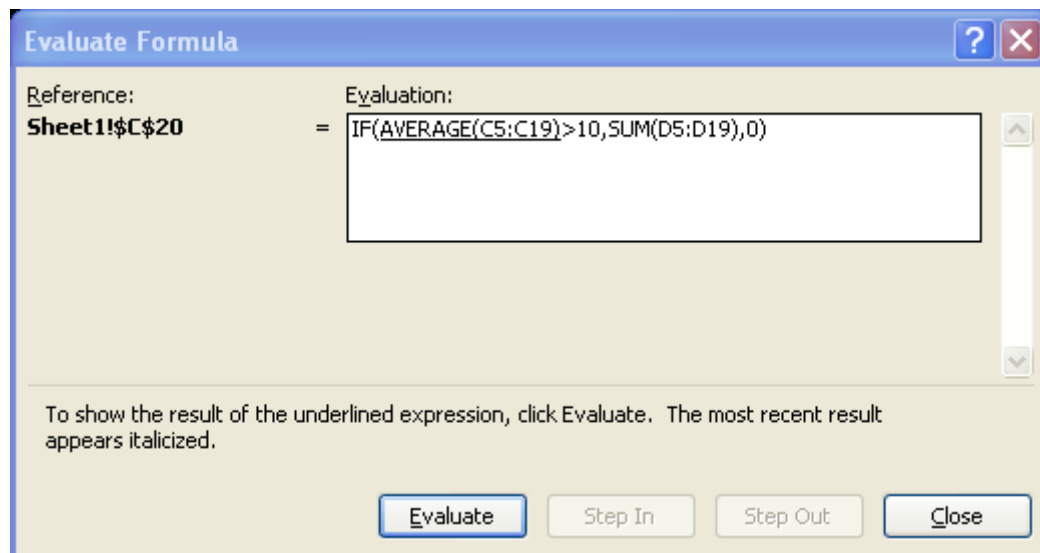 Evaluate Formula
?
Reference:
Evaluation:
Sheet1!$C$20 = IF(AVERAGE(C5:C19)>10,SUM(D5:D19),0)
To show the result of the underlined expression, click Evaluate. The most recent result
appears italicized.
Evaluate Step In Step Out Close